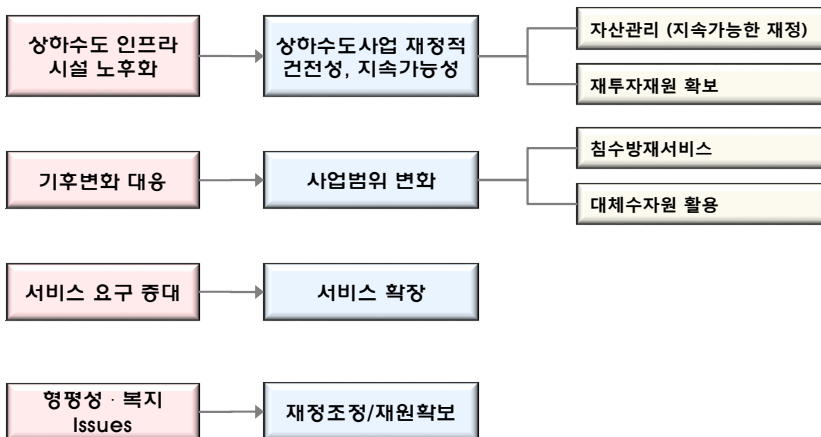 상하수도 인프라
시설 노후화
상하수도사업 재정적
건전성, 지속가능성
자산관리 (지속가능한 재정)
재투자재원 확보
기후변화 대응
사업범위 변화
침수방재서비스
대체수자원 활용
서비스 요구 증대
서비스 확장
형평성 · 복지
Issues
재정조정/재원확보